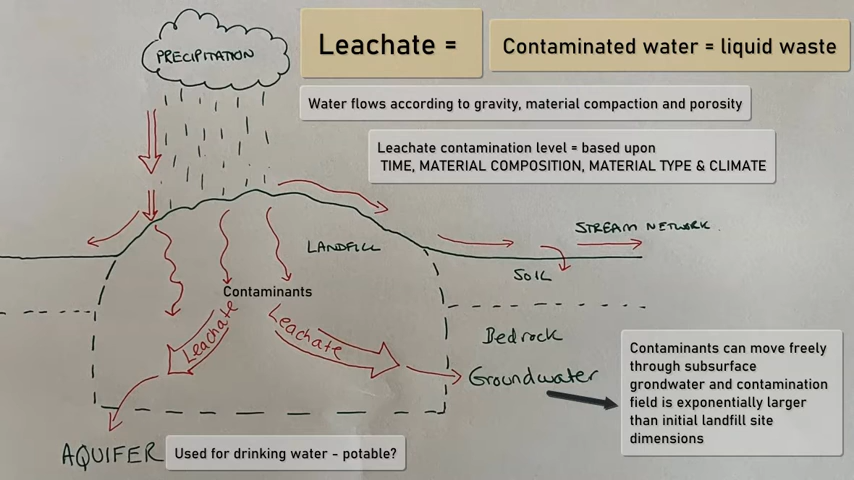 PRECIPITATION
Leachate =
Contaminated water = liquid waste
Water flows according to gravity, material compaction and porosity
Leachate contamination level = based upon
TIME, MATERIAL COMPOSITION, MATERIAL TYPE & CLIMATE
STREAM NETWORK.
LANDFILL
SOIL
Contaminants
Leachate
Leachate
Bedrock
Groundwater
Contaminants can move freely
through subsurface
grondwater and contamination
field is exponentially larger
than initial landfill site
dimensions
AQUIFER
Used for drinking water - potable?